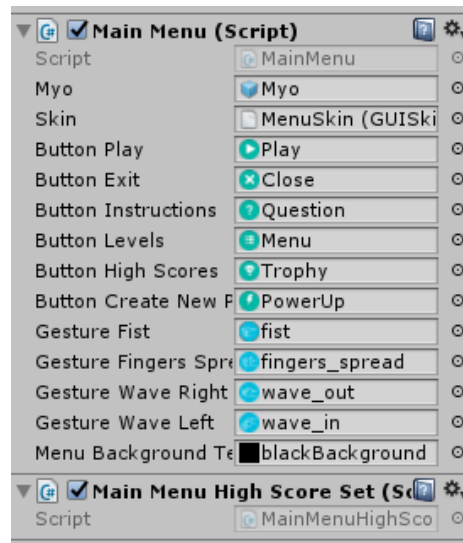 Main Menu (Script)
Script MainMenu
Myo Myo
Skin MenuSkin (GUISki
Button Play Play
Button Exit Close
Button Instructions Question
Button Levels Menu
Button High Scores Trophy
Button Create New P PowerUp
Gesture Fist fist
Gesture Fingers Spre fingers_spread
Gesture Wave Right wave_out
Gesture Wave Left wave_in
Menu Background Te blackBackground
Main Menu High Score Set (Sc
Script MainMenuHighSco